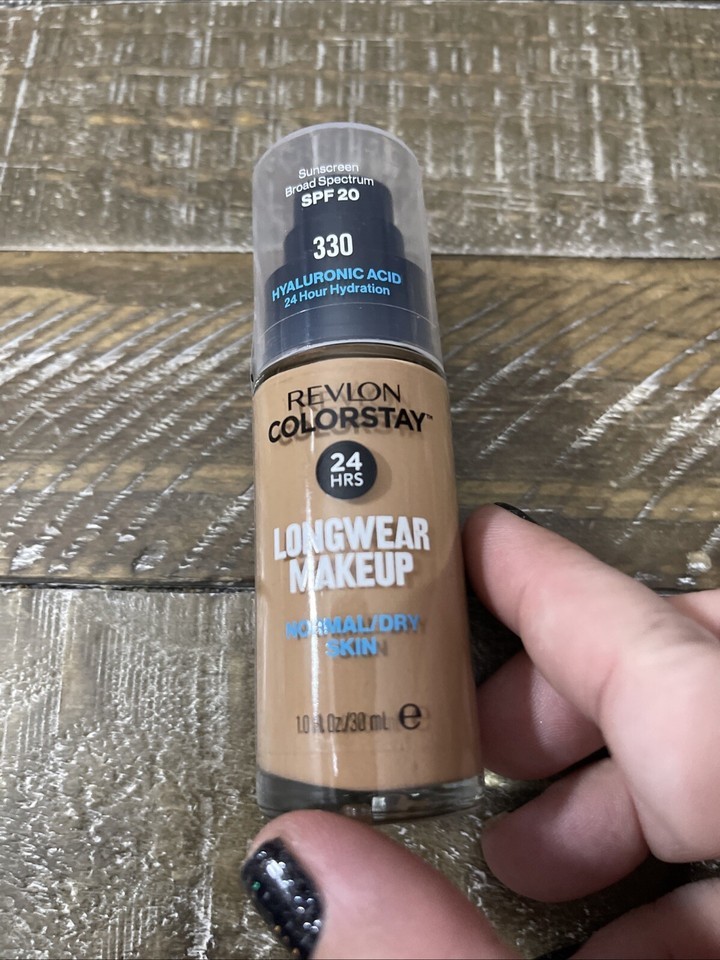 Sunscreen
Broad Spectrum
SPF 20
330
HYALURONIC ACID
24 Hour Hydration
REVLON
COLORSTAY™
24
HRS
LONGWEAR
MAKEUP
NORMAL/DRY
SKIN
1.0 fl. Oz/30 mL e